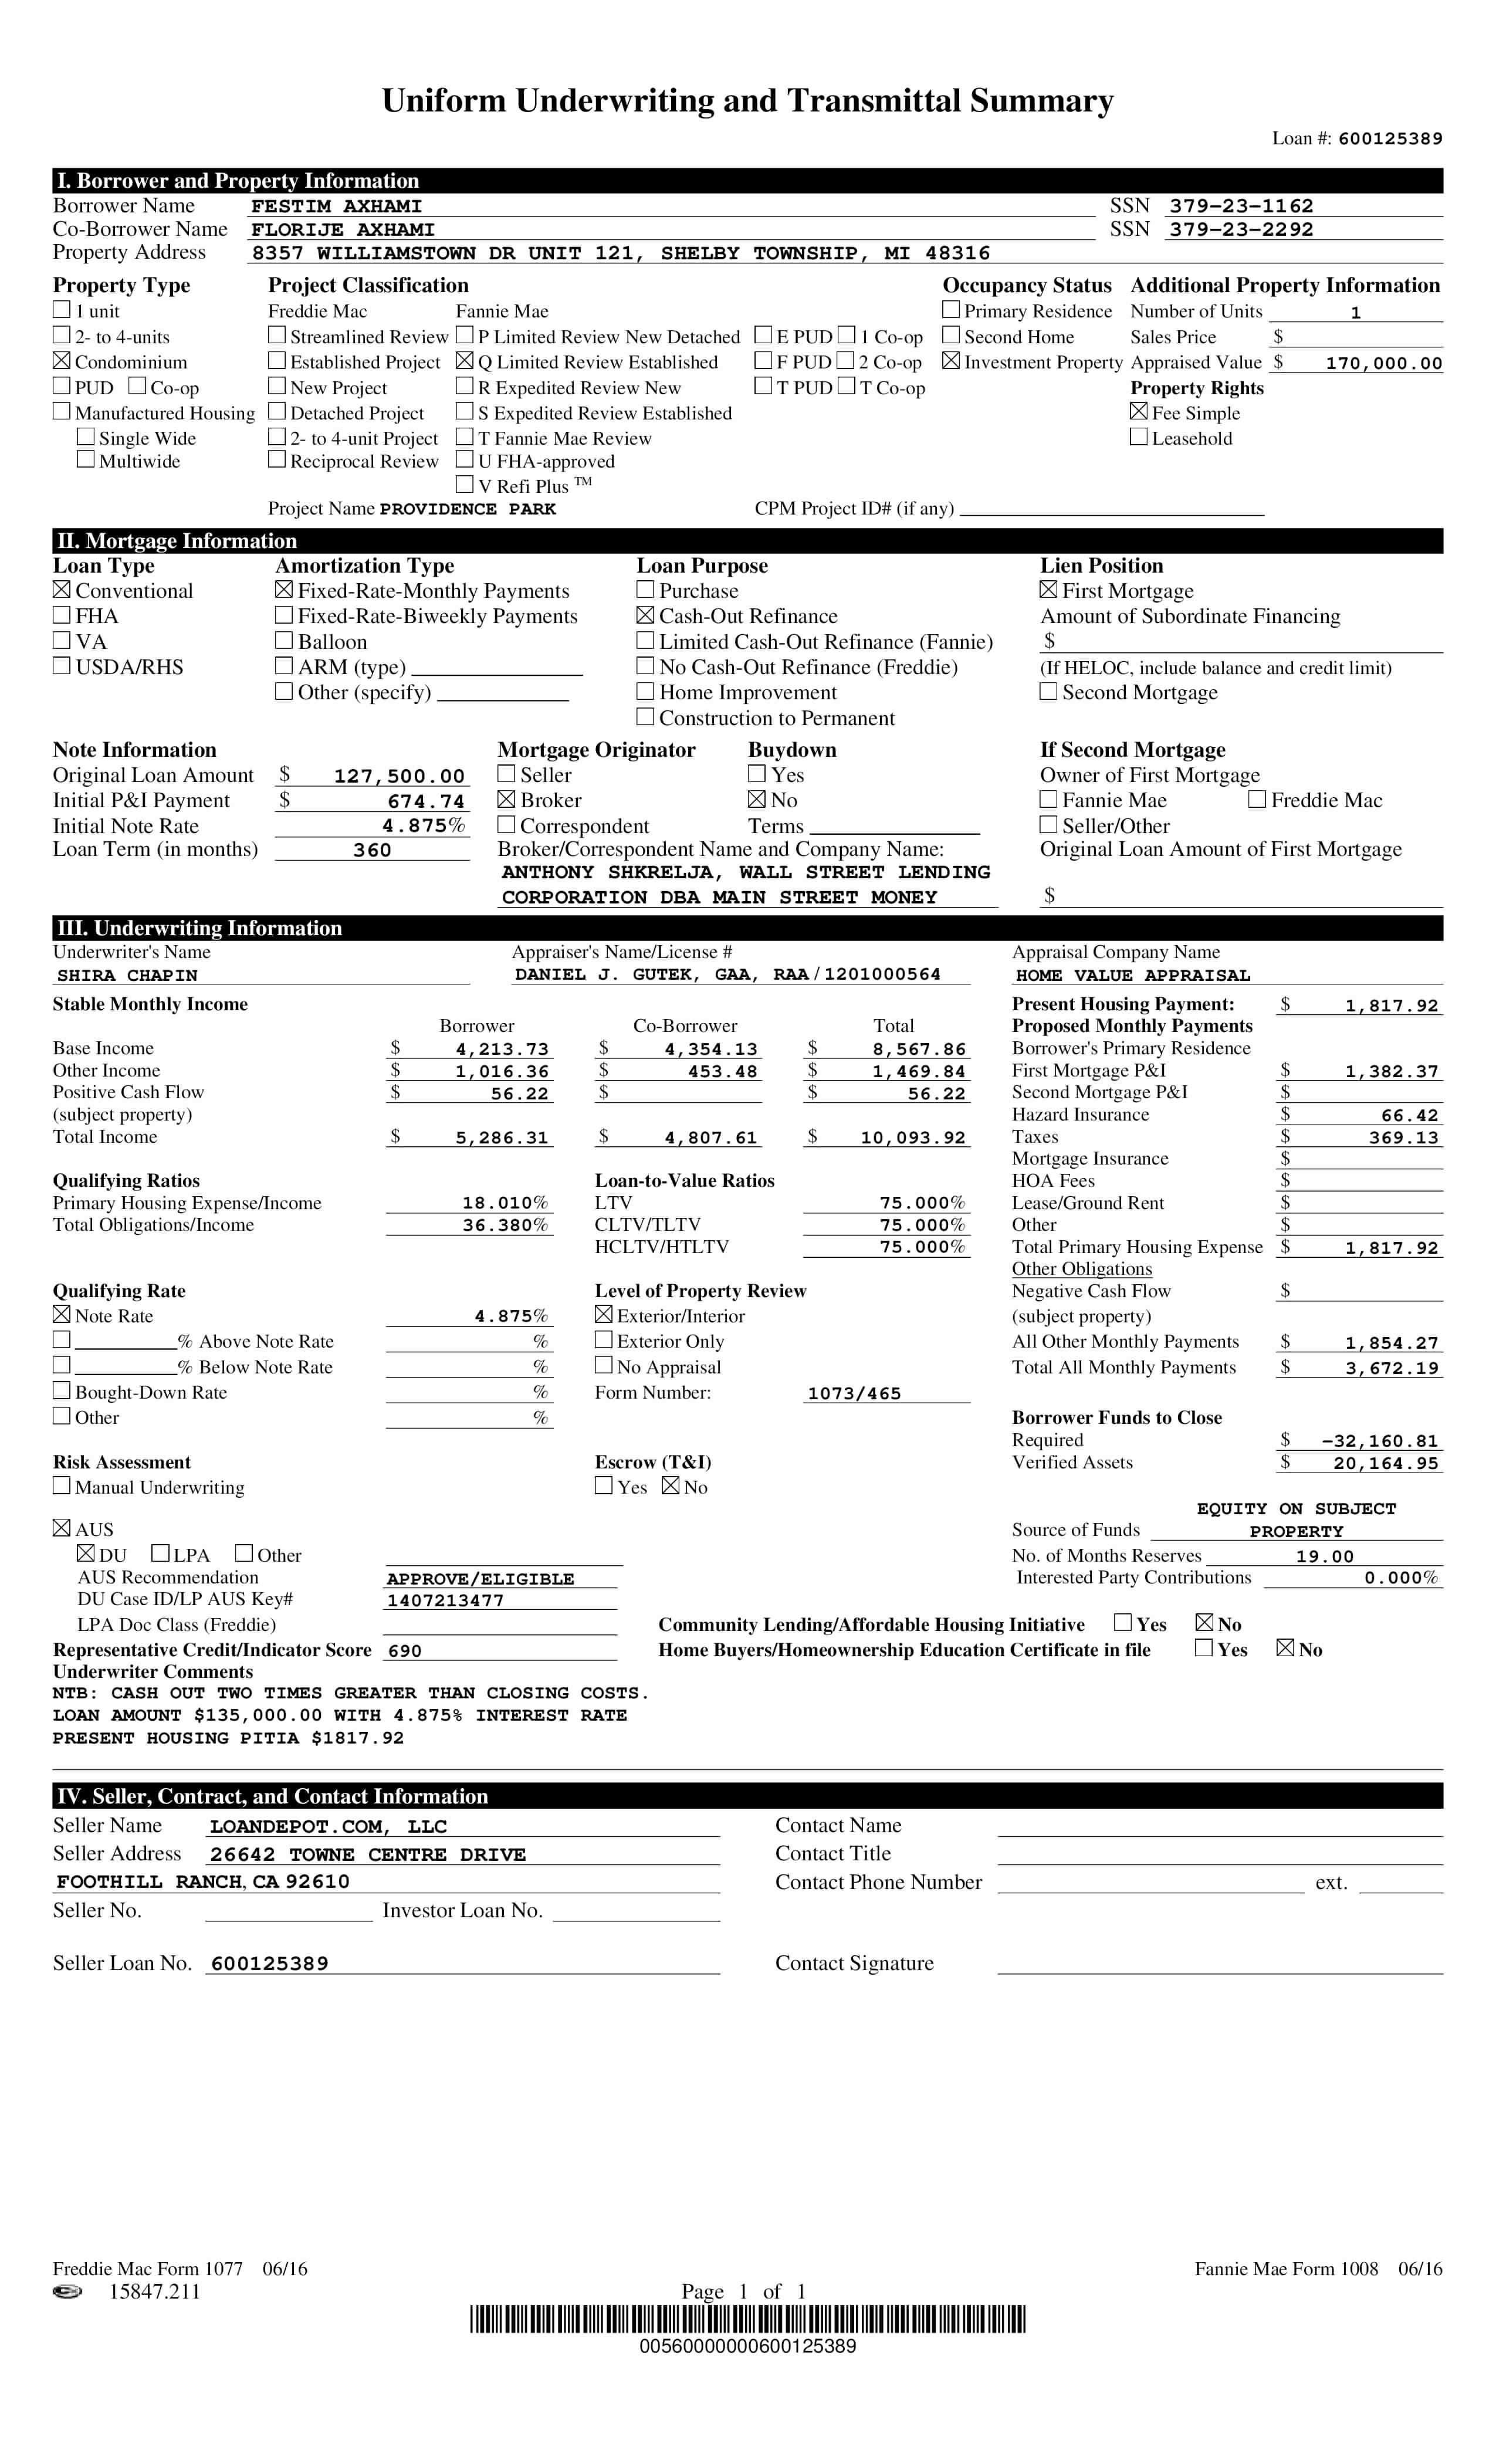 Uniform Underwriting and Transmittal Summary
Loan #: 600125389
I. Borrower and Property Information
Borrower Name FESTIM AXHAMI SSN 379-23-1162
Co-Borrower Name FLORIJE AXHAMI SSN 379-23-2292
Property Address 8357 WILLIAMSTOWN DR UNIT 121, SHELBY TOWNSHIP, MI 48316
Property Type Project Classification Occupancy Status Additional Property Information
☐ 1 unit Freddie Mac Fannie Mae ☐ Primary Residence Number of Units 1
☐ 2- to 4-units ☐ Streamlined Review ☐ P Limited Review New Detached ☐ E PUD ☐ 1 Co-op ☐ Second Home Sales Price $
☒ Condominium ☐ Established Project ☒ Q Limited Review Established ☐ F PUD ☐ 2 Co-op ☒ Investment Property Appraised Value $ 170,000.00
☐ PUD ☐ Co-op ☐ New Project ☐ R Expedited Review New ☐ T PUD ☐ T Co-op Property Rights
☐ Manufactured Housing ☐ Detached Project ☐ S Expedited Review Established ☒ Fee Simple
☐ Single Wide ☐ 2- to 4-unit Project ☐ T Fannie Mae Review ☐ Leasehold
☐ Multiwide ☐ Reciprocal Review ☐ U FHA-approved
☐ V Refi Plus TM
Project Name PROVIDENCE PARK CPM Project ID# (if any)
II. Mortgage Information
Loan Type Amortization Type Loan Purpose Lien Position
☒ Conventional ☒ Fixed-Rate-Monthly Payments ☐ Purchase ☒ First Mortgage
☐ FHA ☐ Fixed-Rate-Biweekly Payments ☒ Cash-Out Refinance Amount of Subordinate Financing
☐ VA ☐ Balloon ☐ Limited Cash-Out Refinance (Fannie) $
☐ USDA/RHS ☐ ARM (type) ☐ No Cash-Out Refinance (Freddie) (If HELOC, include balance and credit limit)
☐ Other (specify) ☐ Home Improvement ☐ Second Mortgage
☐ Construction to Permanent
Note Information Mortgage Originator Buydown If Second Mortgage
Original Loan Amount $ 127,500.00 ☐ Seller ☐ Yes Owner of First Mortgage
Initial P&I Payment $ 674.74 ☒ Broker ☒ No ☐ Fannie Mae ☐ Freddie Mac
Initial Note Rate 4.875% ☐ Correspondent Terms ☐ Seller/Other
Loan Term (in months) 360 Broker/Correspondent Name and Company Name: Original Loan Amount of First Mortgage
ANTHONY SHKRELJA, WALL STREET LENDING
CORPORATION DBA MAIN STREET MONEY $
III. Underwriting Information
Underwriter's Name Appraiser's Name/License # Appraisal Company Name
SHIRA CHAPIN DANIEL J. GUTEK, GAA, RAA/1201000564 HOME VALUE APPRAISAL
Stable Monthly Income Present Housing Payment: $ 1,817.92
Borrower Co-Borrower Total Proposed Monthly Payments
Base Income $ 4,213.73 $ 4,354.13 $ 8,567.86 Borrower's Primary Residence
Other Income $ 1,016.36 $ 453.48 $ 1,469.84 First Mortgage P&I $ 1,382.37
Positive Cash Flow $ 56.22 $ $ 56.22 Second Mortgage P&I $
(subject property) Hazard Insurance $ 66.42
Total Income $ 5,286.31 $ 4,807.61 $ 10,093.92 Taxes $ 369.13
Mortgage Insurance $
Qualifying Ratios Loan-to-Value Ratios HOA Fees $
Primary Housing Expense/Income 18.010% LTV 75.000% Lease/Ground Rent $
Total Obligations/Income 36.380% CLTV/TLTV 75.000% Other $
HCLTV/HTLTV 75.000% Total Primary Housing Expense $ 1,817.92
Other Obligations
Qualifying Rate Level of Property Review Negative Cash Flow $
☒ Note Rate 4.875% ☒ Exterior/Interior (subject property)
☐ % Above Note Rate % ☐ Exterior Only All Other Monthly Payments $ 1,854.27
☐ % Below Note Rate % ☐ No Appraisal Total All Monthly Payments $ 3,672.19
☐ Bought-Down Rate % Form Number: 1073/465
☐ Other % Borrower Funds to Close
Required $ -32,160.81
Risk Assessment Escrow (T&I) Verified Assets $ 20,164.95
☐ Manual Underwriting ☐ Yes ☒ No
EQUITY ON SUBJECT
☒ AUS Source of Funds PROPERTY
☒ DU ☐ LPA ☐ Other No. of Months Reserves 19.00
AUS Recommendation APPROVE/ELIGIBLE Interested Party Contributions 0.000%
DU Case ID/LP AUS Key# 1407213477
LPA Doc Class (Freddie) Community Lending/Affordable Housing Initiative ☐ Yes ☒ No
Representative Credit/Indicator Score 690 Home Buyers/Homeownership Education Certificate in file ☐ Yes ☒ No
Underwriter Comments
NTB: CASH OUT TWO TIMES GREATER THAN CLOSING COSTS.
LOAN AMOUNT $135,000.00 WITH 4.875% INTEREST RATE
PRESENT HOUSING PITIA $1817.92
IV. Seller, Contract, and Contact Information
Seller Name LOANDEPOT.COM, LLC Contact Name
Seller Address 26642 TOWNE CENTRE DRIVE Contact Title
FOOTHILL RANCH, CA 92610 Contact Phone Number ext.
Seller No. Investor Loan No.
Seller Loan No. 600125389 Contact Signature
Freddie Mac Form 1077 06/16 Fannie Mae Form 1008 06/16
15847.211 Page 1 of 1
00560000000600125389